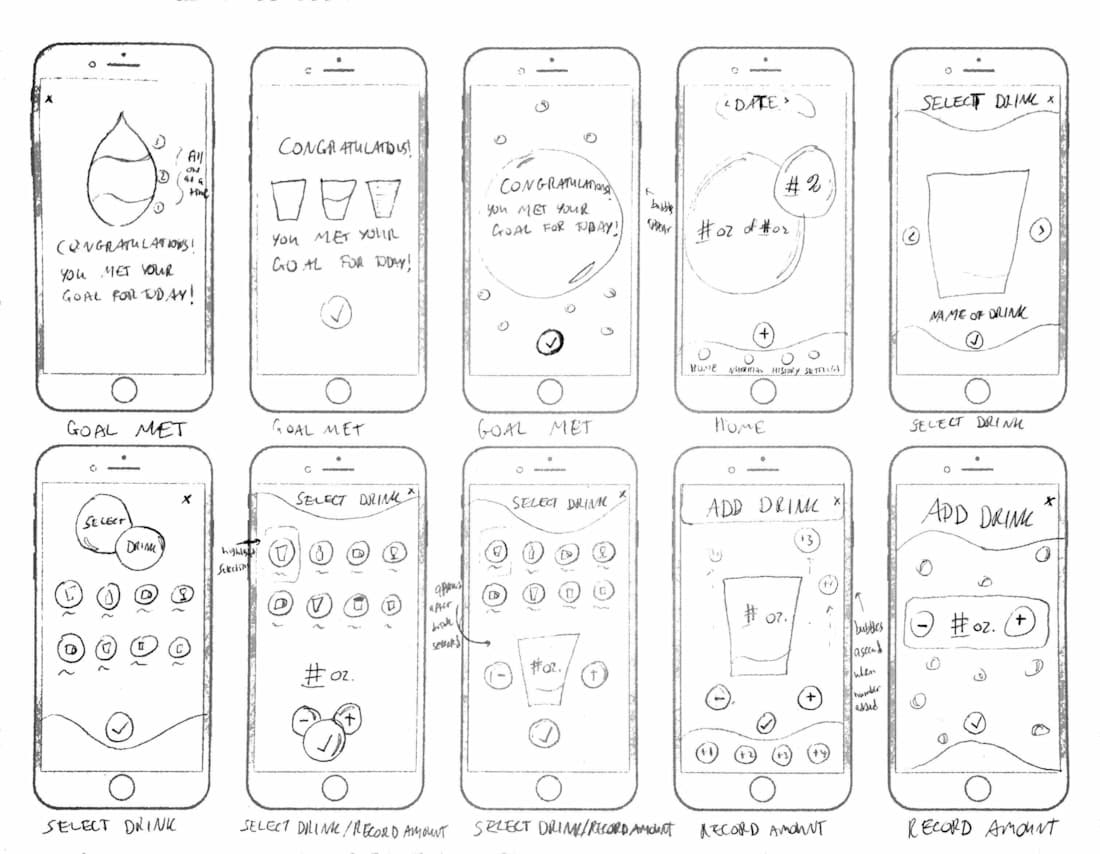 x
①
②
①
All
one
at a
time
CONGRATULATIONS!
YOU MET YOUR
GOAL FOR TODAY!
GOAL MET
CONGRATULATIONS!
YOU MET YOUR
GOAL FOR TODAY!
GOAL MET
CONGRATULATIONS!
YOU MET YOUR
GOAL FOR TODAY!
bubbles
appear
GOAL MET
< DATE >
# 2
# oz of # oz
+
HOME NUTRITION HISTORY SETTINGS
HOME
SELECT DRINK x
< >
NAME OF DRINK
SELECT DRINK
x
SELECT
DRINK
SELECT DRINK
SELECT DRINK x
highlight
selection
# oz.
- +
SELECT DRINK/RECORD AMOUNT
SELECT DRINK x
appears
after
drink
selected
# oz.
- +
SELECT DRINK/RECORD AMOUNT
ADD DRINK x
+3
+4
# oz.
- +
+1 +2 +3 +4
bubbles
ascend
when
number
added
RECORD AMOUNT
ADD DRINK x
- # oz. +
RECORD AMOUNT